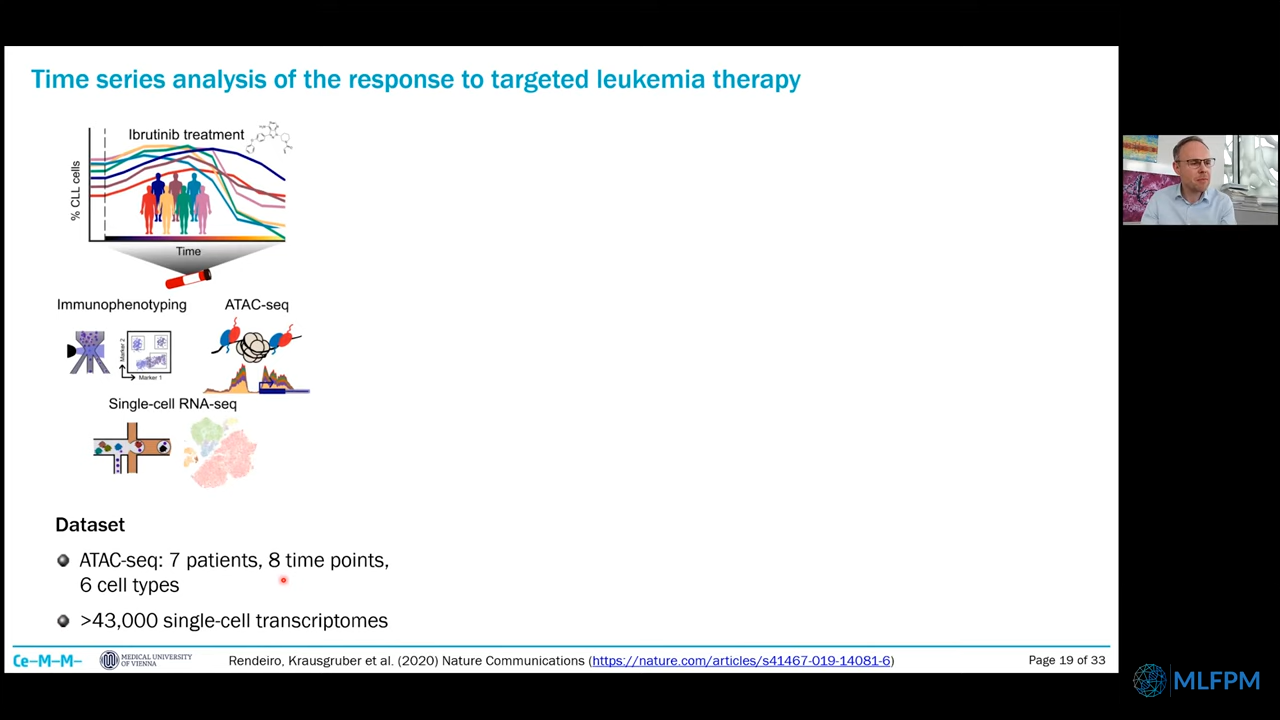 Time series analysis of the response to targeted leukemia therapy
Ibrutinib treatment
% CLL cells
Time
Immunophenotyping
ATAC-seq
Marker 2
Marker 1
Single-cell RNA-seq
Dataset
ATAC-seq: 7 patients, 8 time points,
6 cell types
>43,000 single-cell transcriptomes
Ce-M-M-
MEDICAL UNIVERSITY
OF VIENNA
Rendeiro, Krausgruber et al. (2020) Nature Communications (https://nature.com/articles/s41467-019-14081-6)
Page 19 of 33
MLFPM